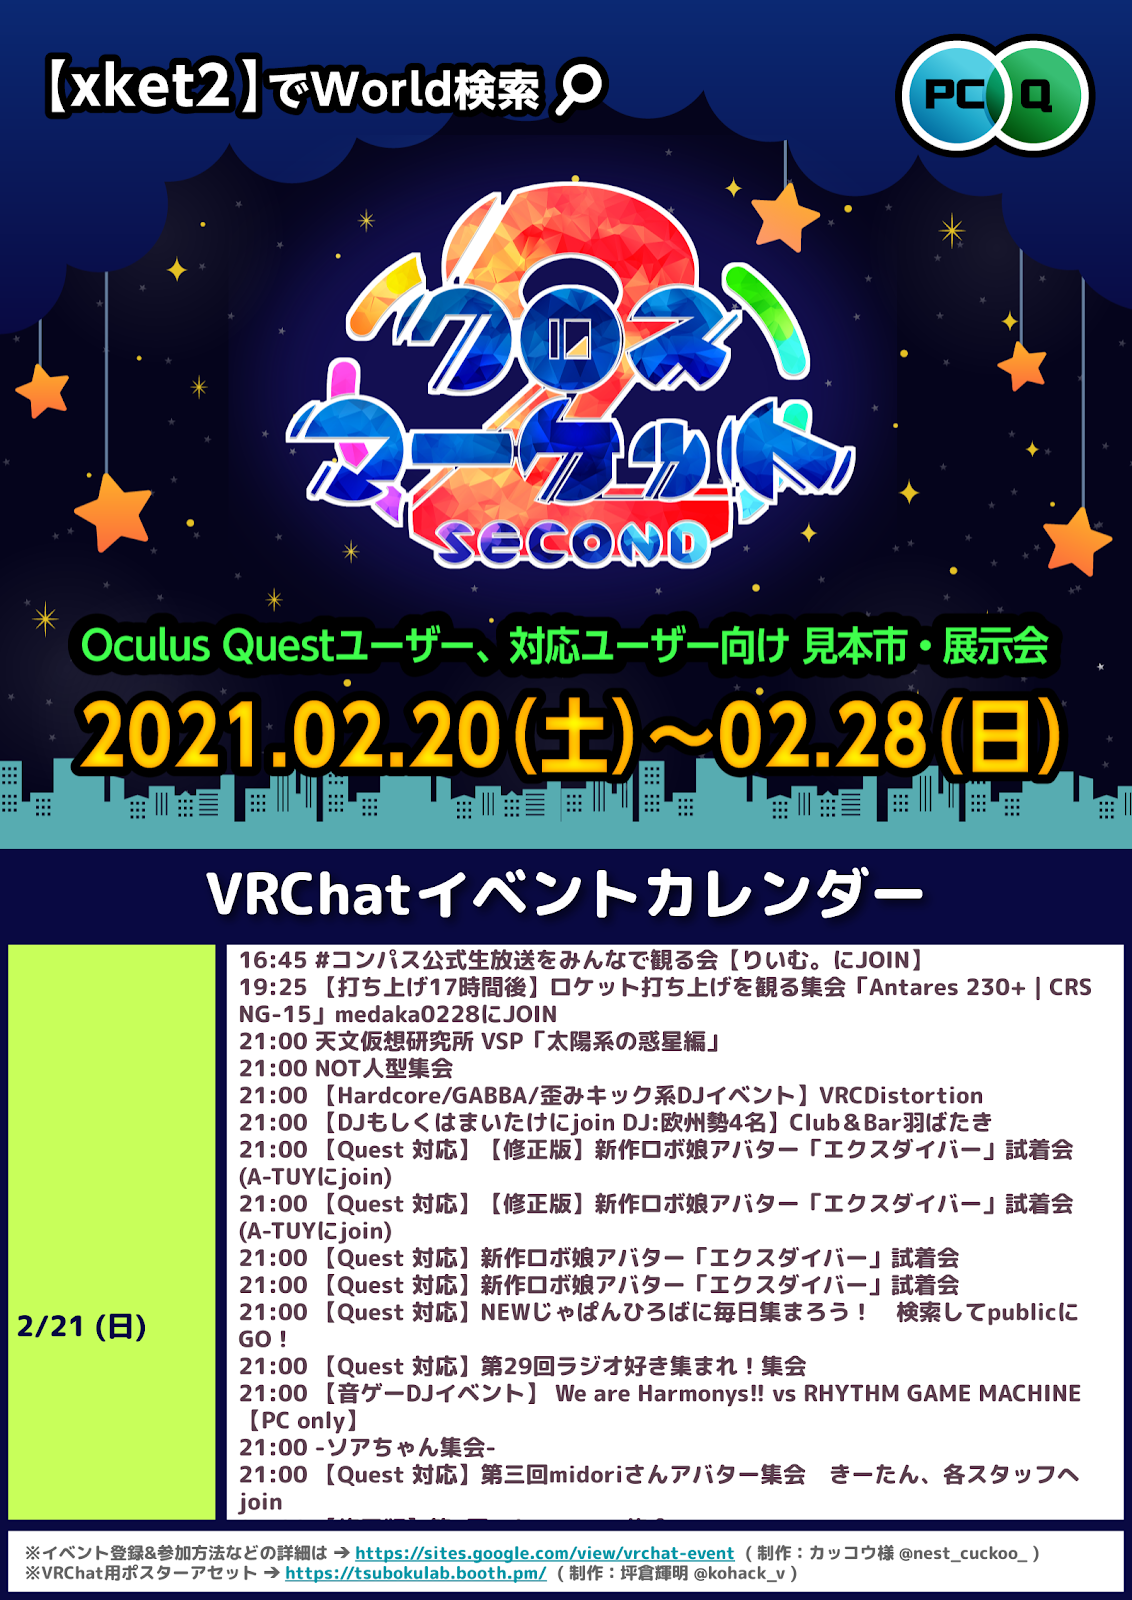 【xket2】でWorld検索
PC Q
クロス
マーケット
2
SECOND
Oculus Questユーザー、対応ユーザー向け 見本市・展示会
2021.02.20(土)～02.28(日)
VRChatイベントカレンダー
2/21 (日)
16:45 #コンパス公式生放送をみんなで観る会【りいむ。にJOIN】
19:25 【打ち上げ17時間後】ロケット打ち上げを観る集会「Antares 230+ | CRS
NG-15」medaka0228にJOIN
21:00 天文仮想研究所 VSP「太陽系の惑星編」
21:00 NOT人型集会
21:00 【Hardcore/GABBA/歪みキック系DJイベント】VRCDistortion
21:00 【DJもしくはまいたけにjoin DJ:欧州勢4名】Club＆Bar羽ばたき
21:00 【Quest 対応】【修正版】新作ロボ娘アバター「エクスダイバー」試着会
(A-TUYにjoin)
21:00 【Quest 対応】【修正版】新作ロボ娘アバター「エクスダイバー」試着会
(A-TUYにjoin)
21:00 【Quest 対応】新作ロボ娘アバター「エクスダイバー」試着会
21:00 【Quest 対応】新作ロボ娘アバター「エクスダイバー」試着会
21:00 【Quest 対応】NEWじゃぱんひろばに毎日集まろう！　検索してpublicに
GO！
21:00 【Quest 対応】第29回ラジオ好き集まれ！集会
21:00 【音ゲーDJイベント】 We are Harmonys!! vs RHYTHM GAME MACHINE
【PC only】
21:00 -ソアちゃん集会-
21:00 【Quest 対応】第三回midoriさんアバター集会　きーたん、各スタッフへ
join
※イベント登録&参加方法などの詳細は ➔ https://sites.google.com/view/vrchat-event （制作：カッコウ様 @nest_cuckoo_ ）
※VRChat用ポスターアセット ➔ https://tsubokulab.booth.pm/ （制作：坪倉輝明 @kohack_v ）